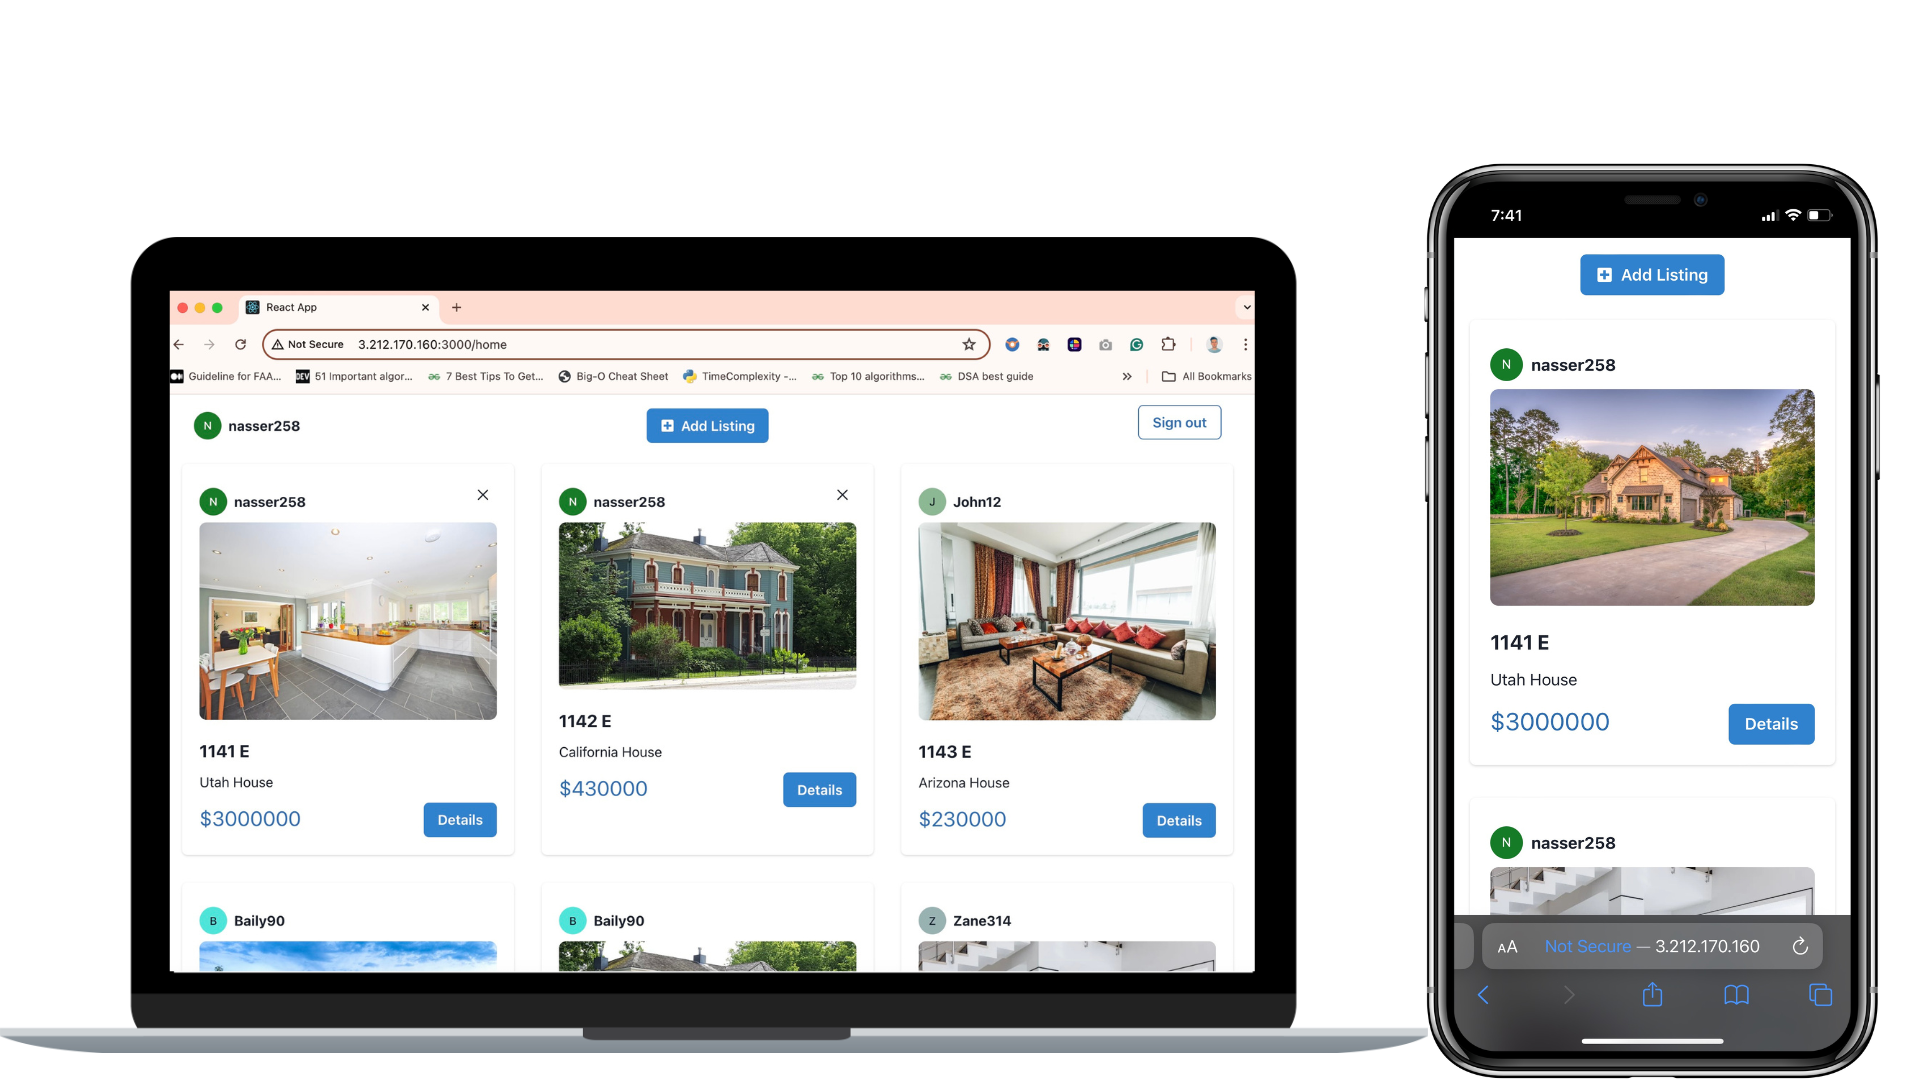 React App
Not Secure 3.212.170.160:3000/home
Guideline for FAA... DEV 51 Important algor... 7 Best Tips To Get... Big-O Cheat Sheet TimeComplexity -... Top 10 algorithms... DSA best guide All Bookmarks
N nasser258 Add Listing Sign out
N nasser258
1141 E
Utah House
$3000000 Details
N nasser258
1142 E
California House
$430000 Details
J John12
1143 E
Arizona House
$230000 Details
B Baily90
B Baily90
Z Zane314
7:41
Add Listing
N nasser258
1141 E
Utah House
$3000000 Details
N nasser258
AA Not Secure — 3.212.170.160